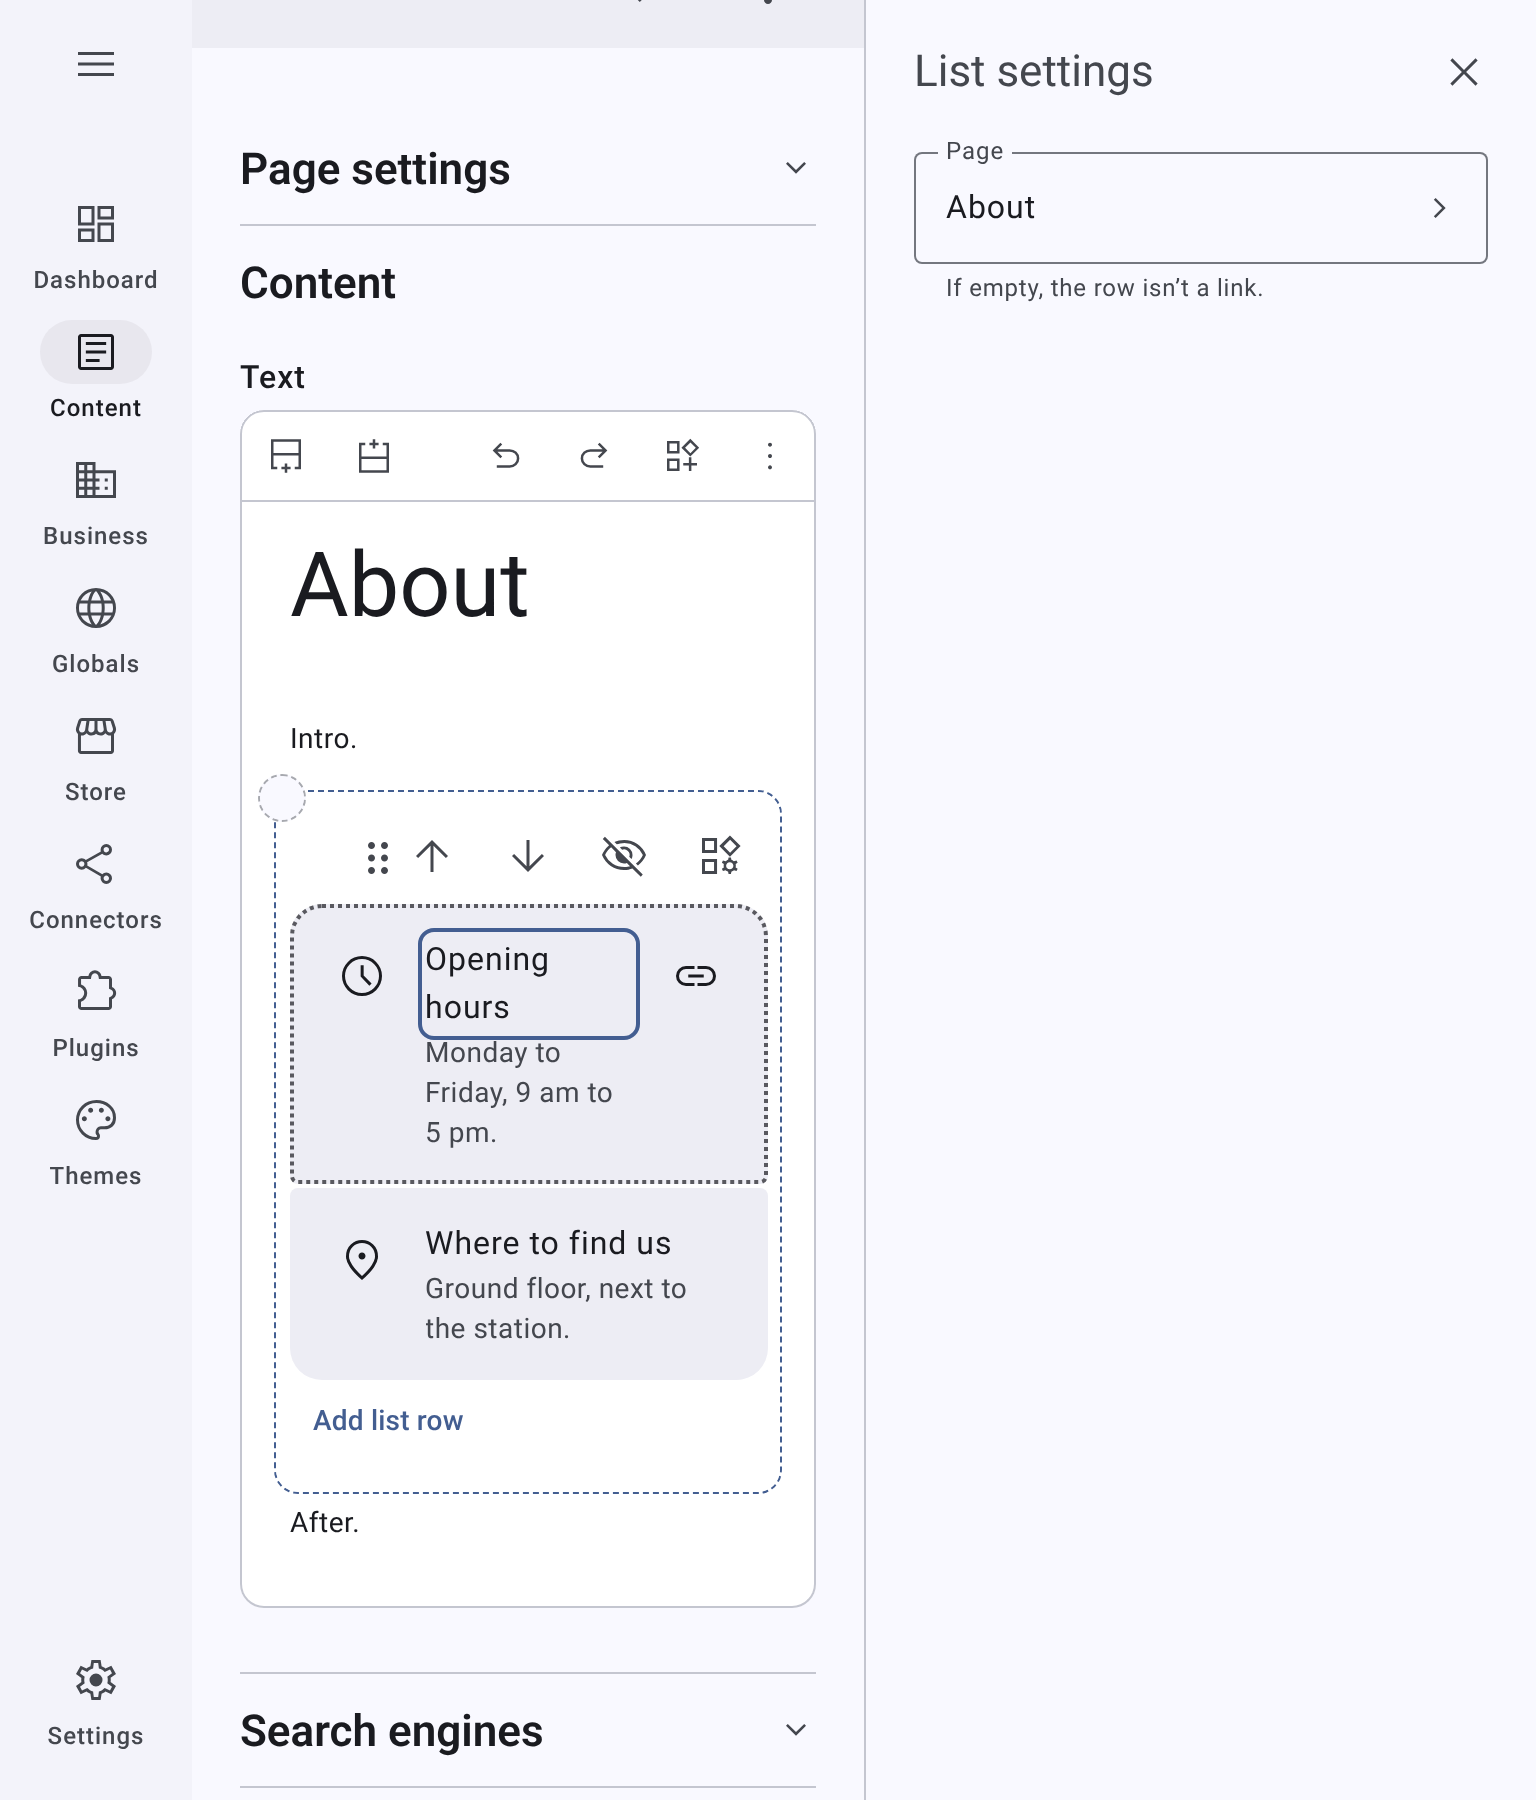 Dashboard
Content
Business
Globals
Store
Connectors
Plugins
Themes
Settings
Page settings
Content
Text
About
Intro.
Opening
hours
Monday to
Friday, 9 am to
5 pm.
Where to find us
Ground floor, next to
the station.
Add list row
After.
Search engines
List settings
Page
About
If empty, the row isn’t a link.